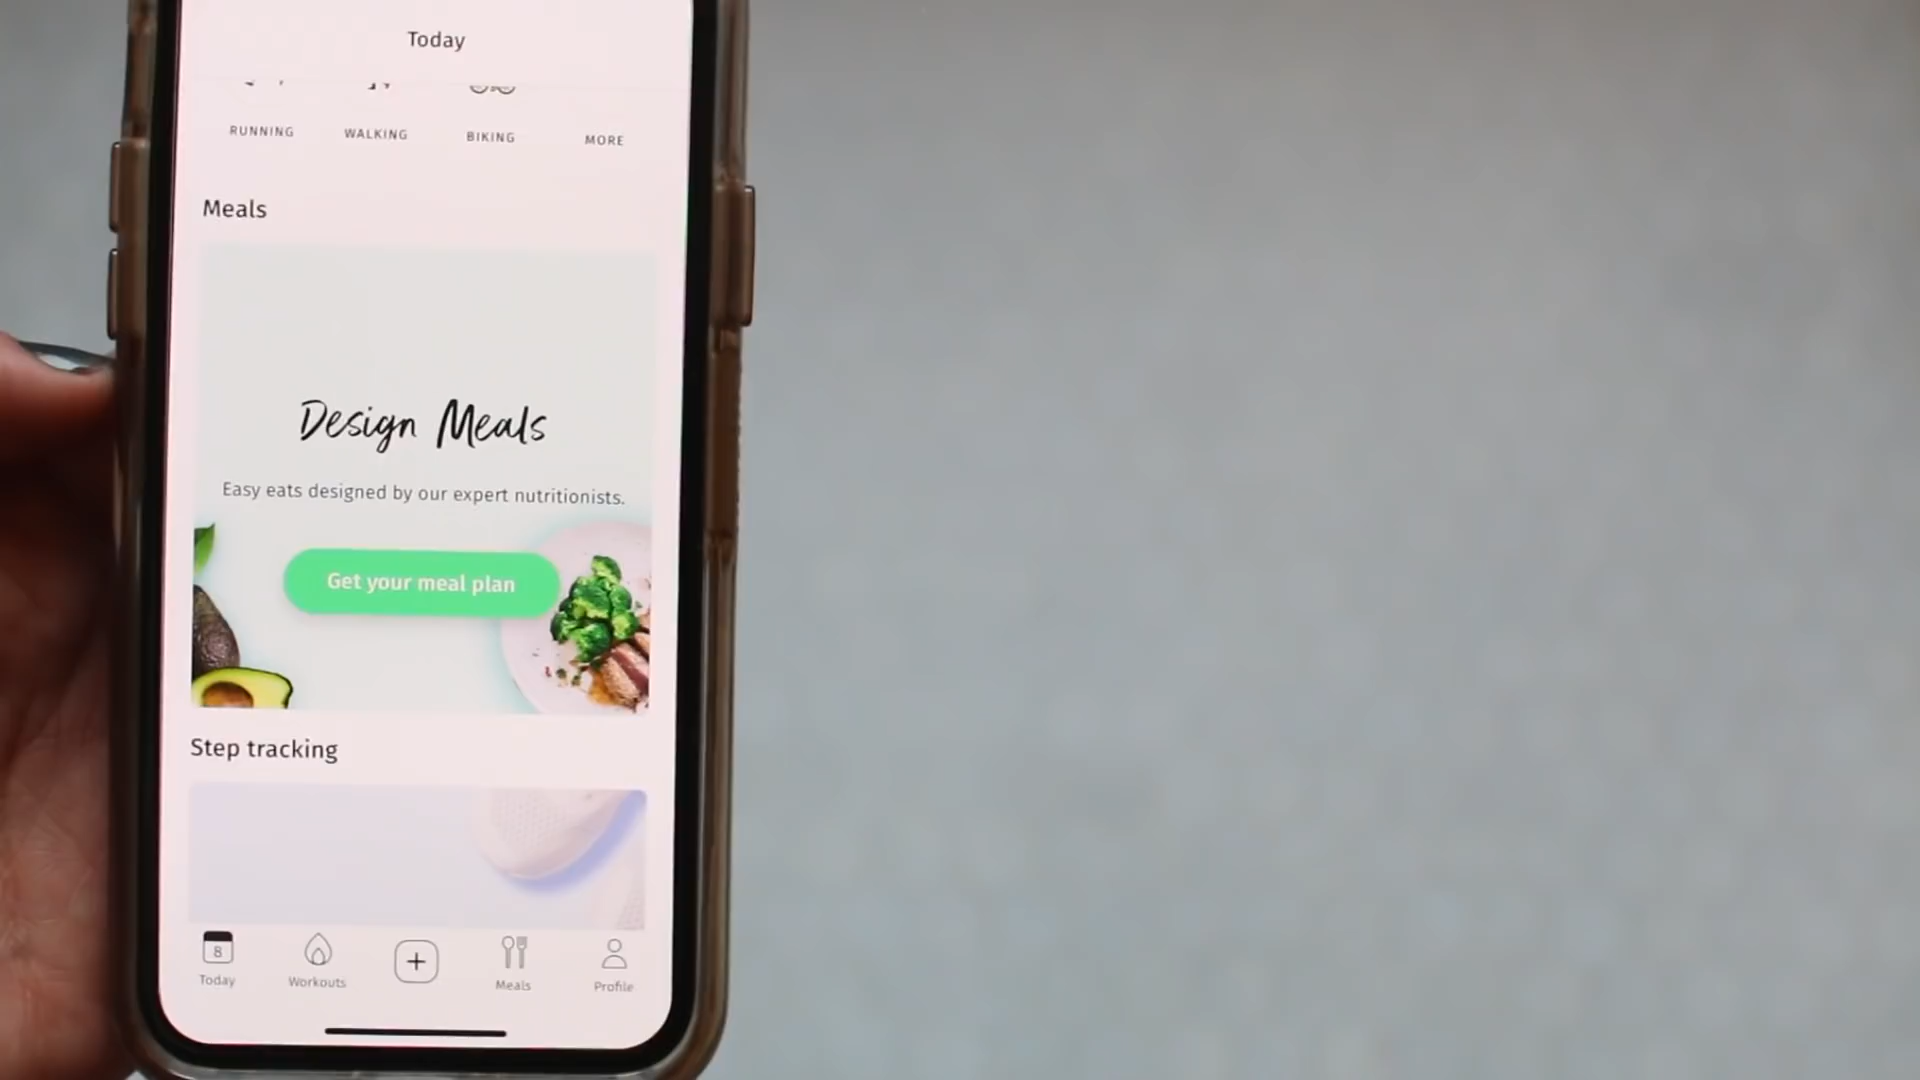 Today
RUNNING WALKING BIKING MORE
Meals
Design Meals
Easy eats designed by our expert nutritionists.
Get your meal plan
Step tracking
8
Today Workouts Meals Profile